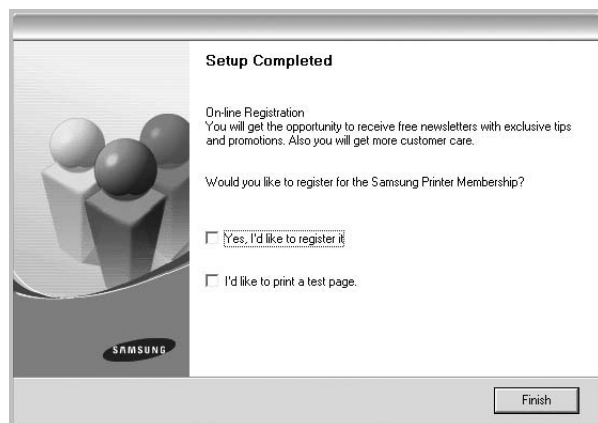 Setup Completed
On-line Registration
You will get the opportunity to receive free newsletters with exclusive tips
and promotions. Also you will get more customer care.
Would you like to register for the Samsung Printer Membership?
Yes, I'd like to register it
I'd like to print a test page.
SAMSUNG
Finish